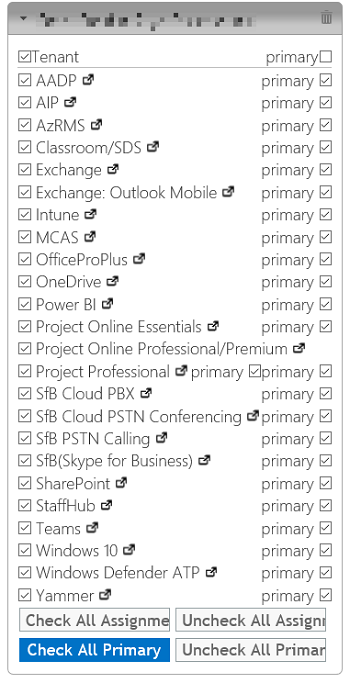 Tenant primary
AADP primary
AIP primary
AzRMS primary
Classroom/SDS primary
Exchange primary
Exchange: Outlook Mobile primary
Intune primary
MCAS primary
OfficeProPlus primary
OneDrive primary
Power BI primary
Project Online Essentials primary
Project Online Professional/Premium
Project Professional primary primary
SfB Cloud PBX primary
SfB Cloud PSTN Conferencing primary
SfB PSTN Calling primary
SfB(Skype for Business) primary
SharePoint primary
StaffHub primary
Teams primary
Windows 10 primary
Windows Defender ATP primary
Yammer primary
Check All Assignme Uncheck All Assignr
Check All Primary Uncheck All Primar